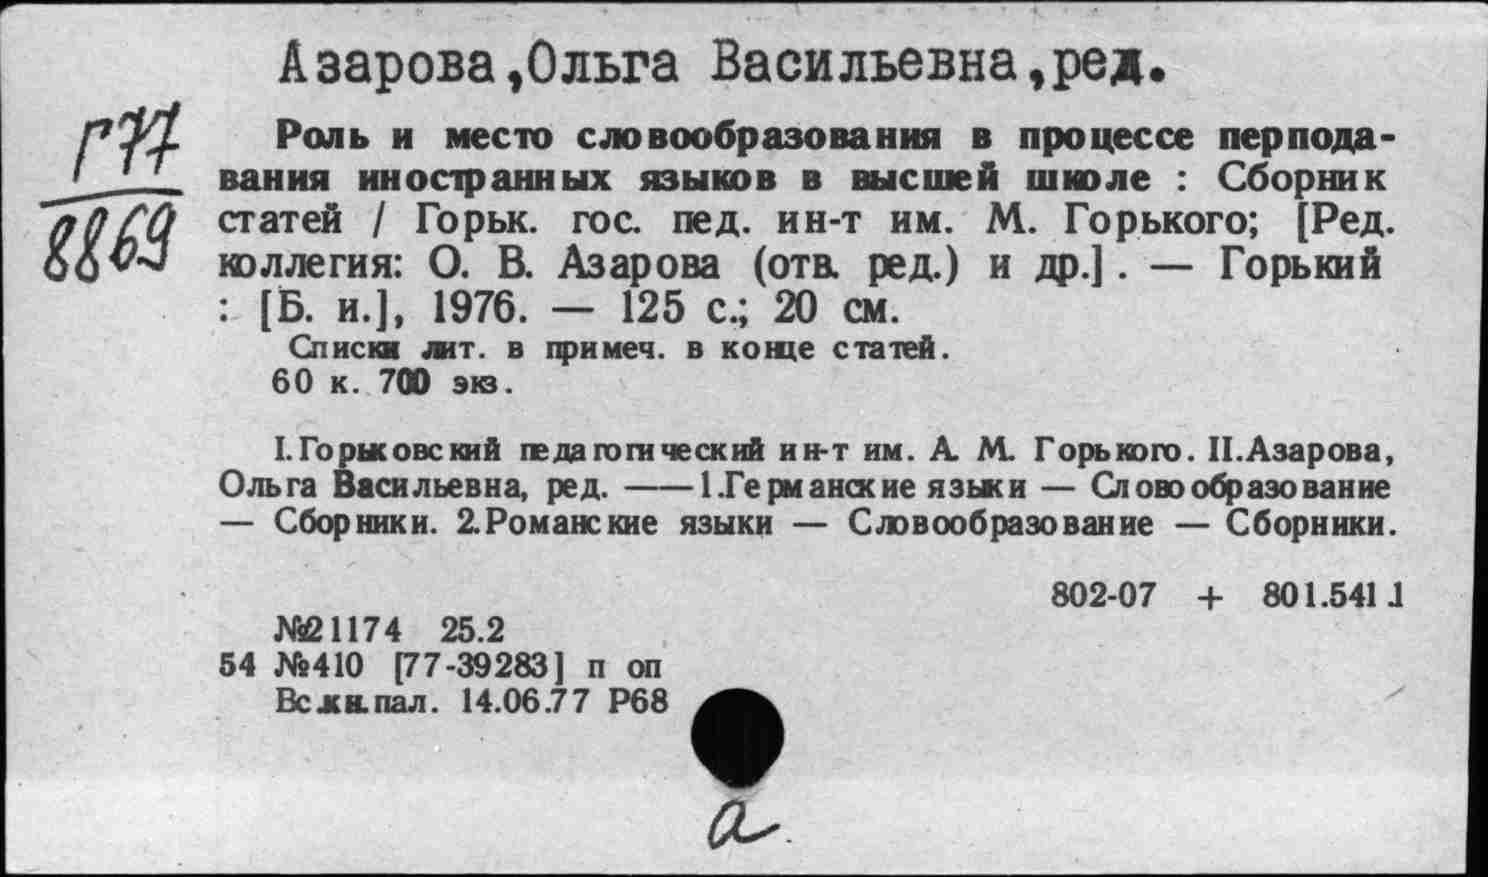 Азарова,Ольга Васильевна,ред.
Г77
8869
Роль и место словообразования в процессе перпода-
вания иностранных языков в высшей школе : Сборник
статей / Горьк. гос. пед. ин-т им. М. Горького; [Ред.
коллегия: О. В. Азарова (отв. ред.) и др.]. — Горький
: [Б. и.], 1976. — 125 с.; 20 см.
Списки лит. в примеч. в конце статей.
60 к. 700 экз.
I.Горьковский педагогический ин-т им. А. М. Горького. II.Азарова,
Ольга Васильевна, ред. —— 1.Германские языки — Словообразование
— Сборники. 2.Романские языки — Словообразование — Сборники.
802-07 + 801.541.1
№21174 25.2
54 №410 [77-39283] п оп
Вс.кн.пал. 14.06.77 Р68
а